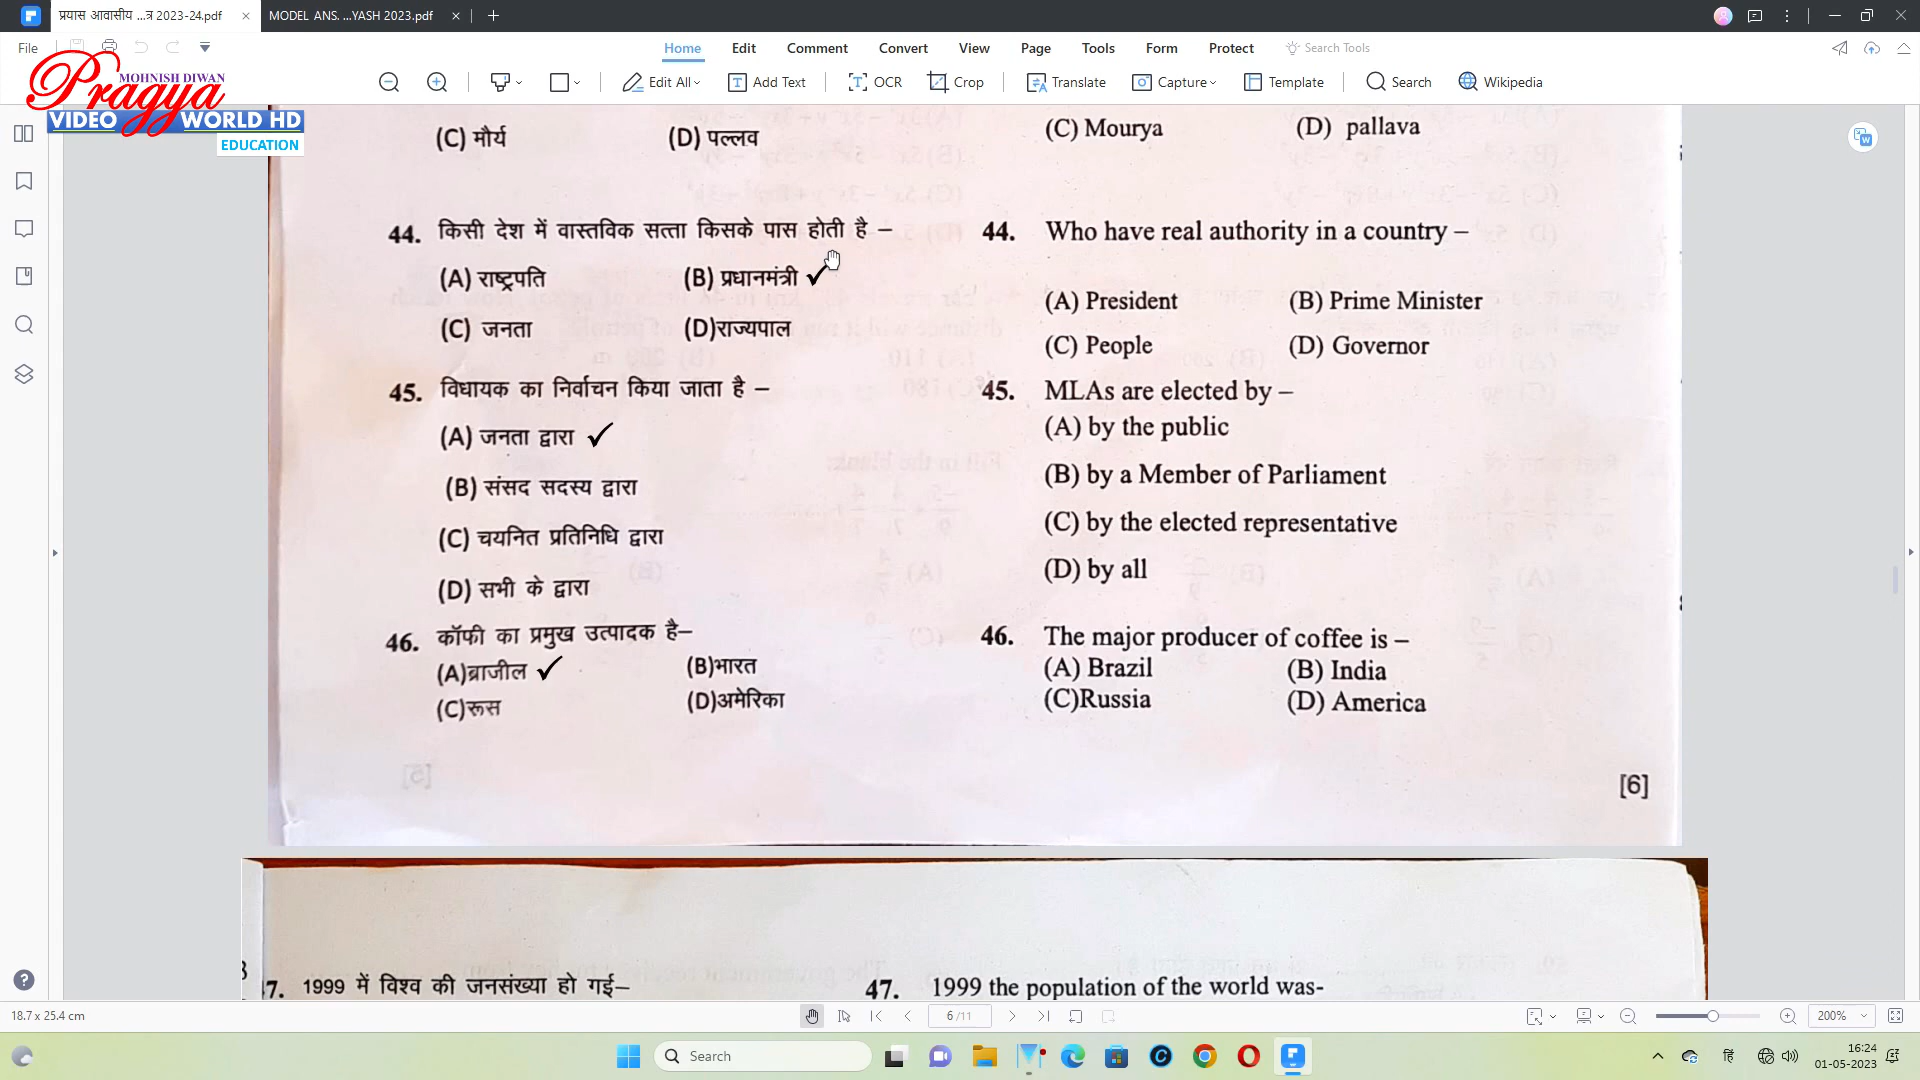 प्रयास आवासीय ...त्र 2023-24.pdf
MODEL ANS. ...YASH 2023.pdf
File
Home Edit Comment Convert View Page Tools Form Protect Search Tools
Edit All Add Text OCR Crop Translate Capture Template Search Wikipedia
MOHNISH DIWAN
Pragya
VIDEO WORLD HD
EDUCATION
(C) मौर्य (D) पल्लव
(C) Mourya (D) pallava
44. किसी देश में वास्तविक सत्ता किसके पास होती है –
(A) राष्ट्रपति (B) प्रधानमंत्री ✓
(C) जनता (D)राज्यपाल
45. विधायक का निर्वाचन किया जाता है –
(A) जनता द्वारा ✓
(B) संसद सदस्य द्वारा
(C) चयनित प्रतिनिधि द्वारा
(D) सभी के द्वारा
46. कॉफी का प्रमुख उत्पादक है–
(A)ब्राजील ✓ (B)भारत
(C)रूस (D)अमेरिका
44. Who have real authority in a country –
(A) President (B) Prime Minister
(C) People (D) Governor
45. MLAs are elected by –
(A) by the public
(B) by a Member of Parliament
(C) by the elected representative
(D) by all
46. The major producer of coffee is –
(A) Brazil (B) India
(C)Russia (D) America
[6]
47. 1999 में विश्व की जनसंख्या हो गई–
47. 1999 the population of the world was-
18.7 x 25.4 cm
6 /11
200%
Search
हिं
16:24
01-05-2023